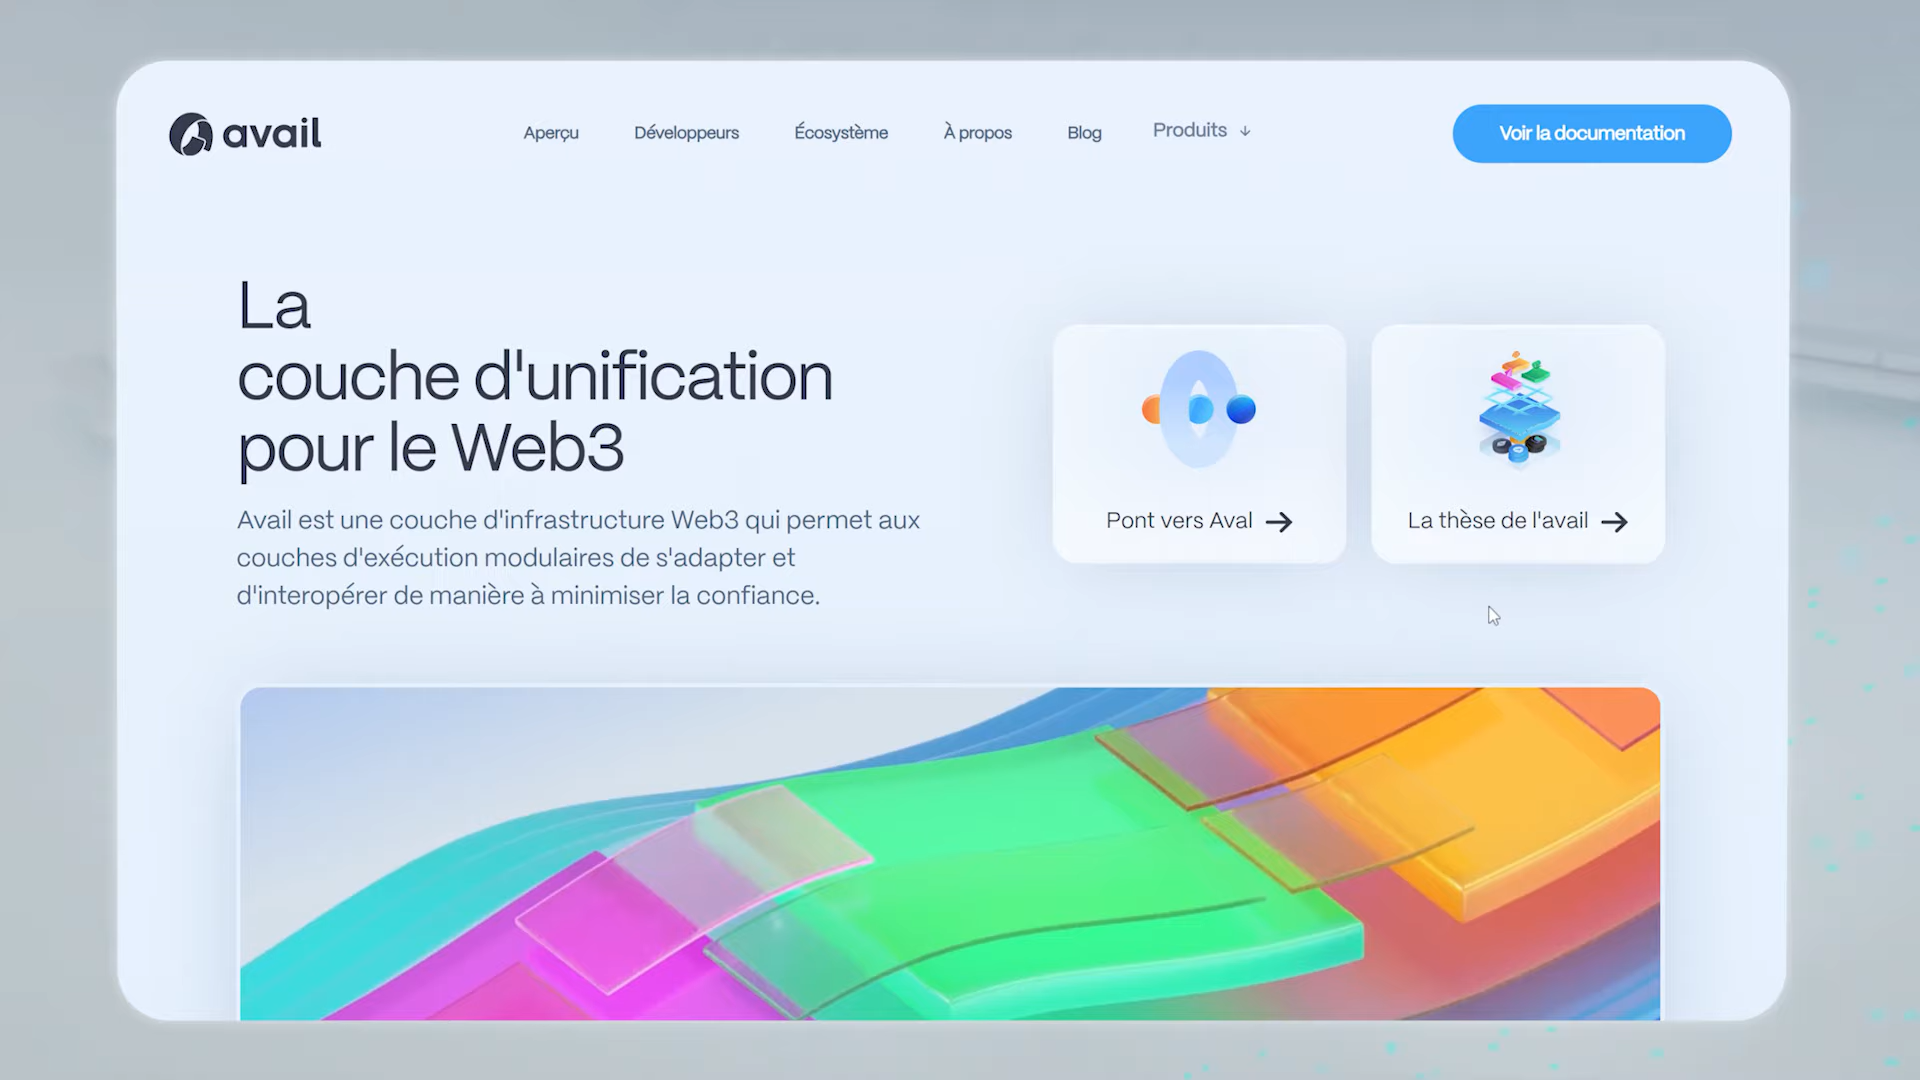 avail
Aperçu
Développeurs
Écosystème
À propos
Blog
Produits
Voir la documentation
La
couche d'unification
pour le Web3
Avail est une couche d'infrastructure Web3 qui permet aux
couches d'exécution modulaires de s'adapter et
d'interopérer de manière à minimiser la confiance.
Pont vers Aval
La thèse de l'avail